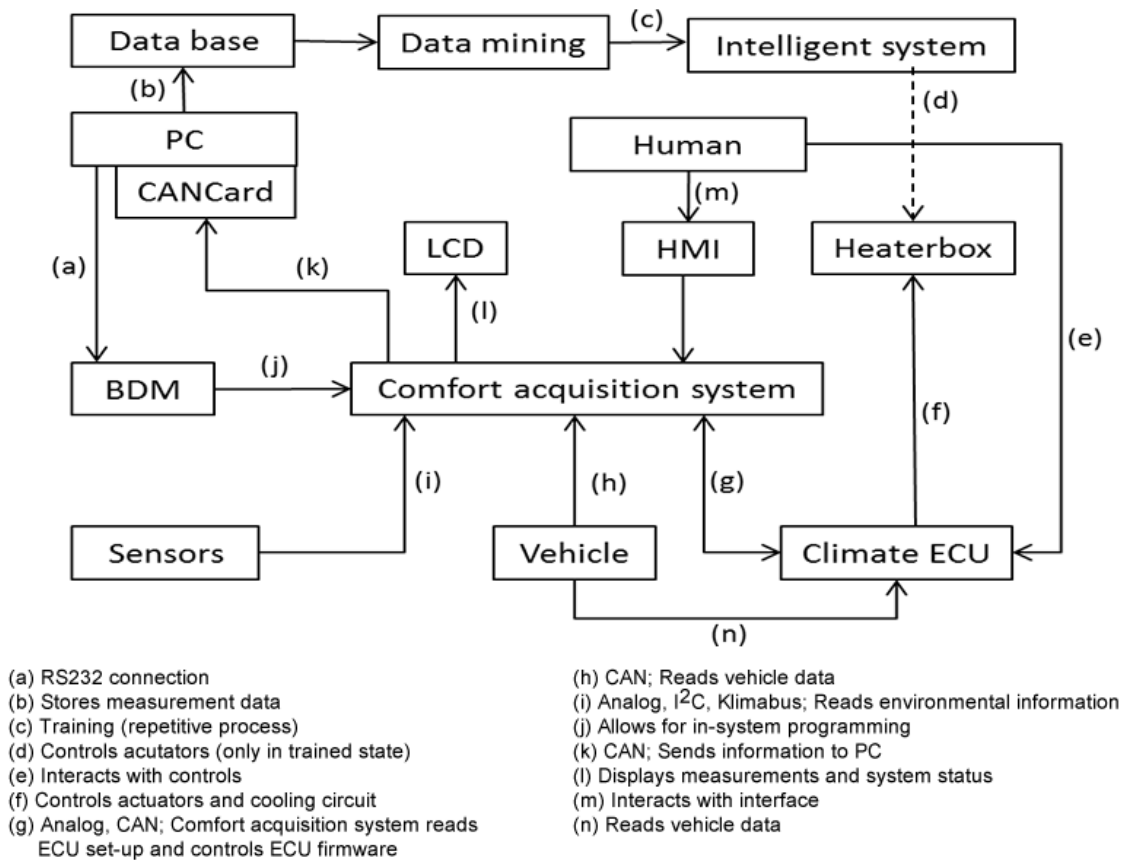 (c)
Data base
Data mining
Intelligent system
(b)
(d)
PC
Human
CANCard
(m)
(a)
(k)
LCD
HMI
Heaterbox
(l)
(e)
(j)
BDM
Comfort acquisition system
(f)
(i)
(h)
(g)
Sensors
Vehicle
Climate ECU
(n)
(a) RS232 connection
(b) Stores measurement data
(c) Training (repetitive process)
(d) Controls acutators (only in trained state)
(e) Interacts with controls
(f) Controls actuators and cooling circuit
(g) Analog, CAN; Comfort acquisition system reads
ECU set-up and controls ECU firmware
(h) CAN; Reads vehicle data
(i) Analog, I²C, Klimabus; Reads environmental information
(j) Allows for in-system programming
(k) CAN; Sends information to PC
(l) Displays measurements and system status
(m) Interacts with interface
(n) Reads vehicle data